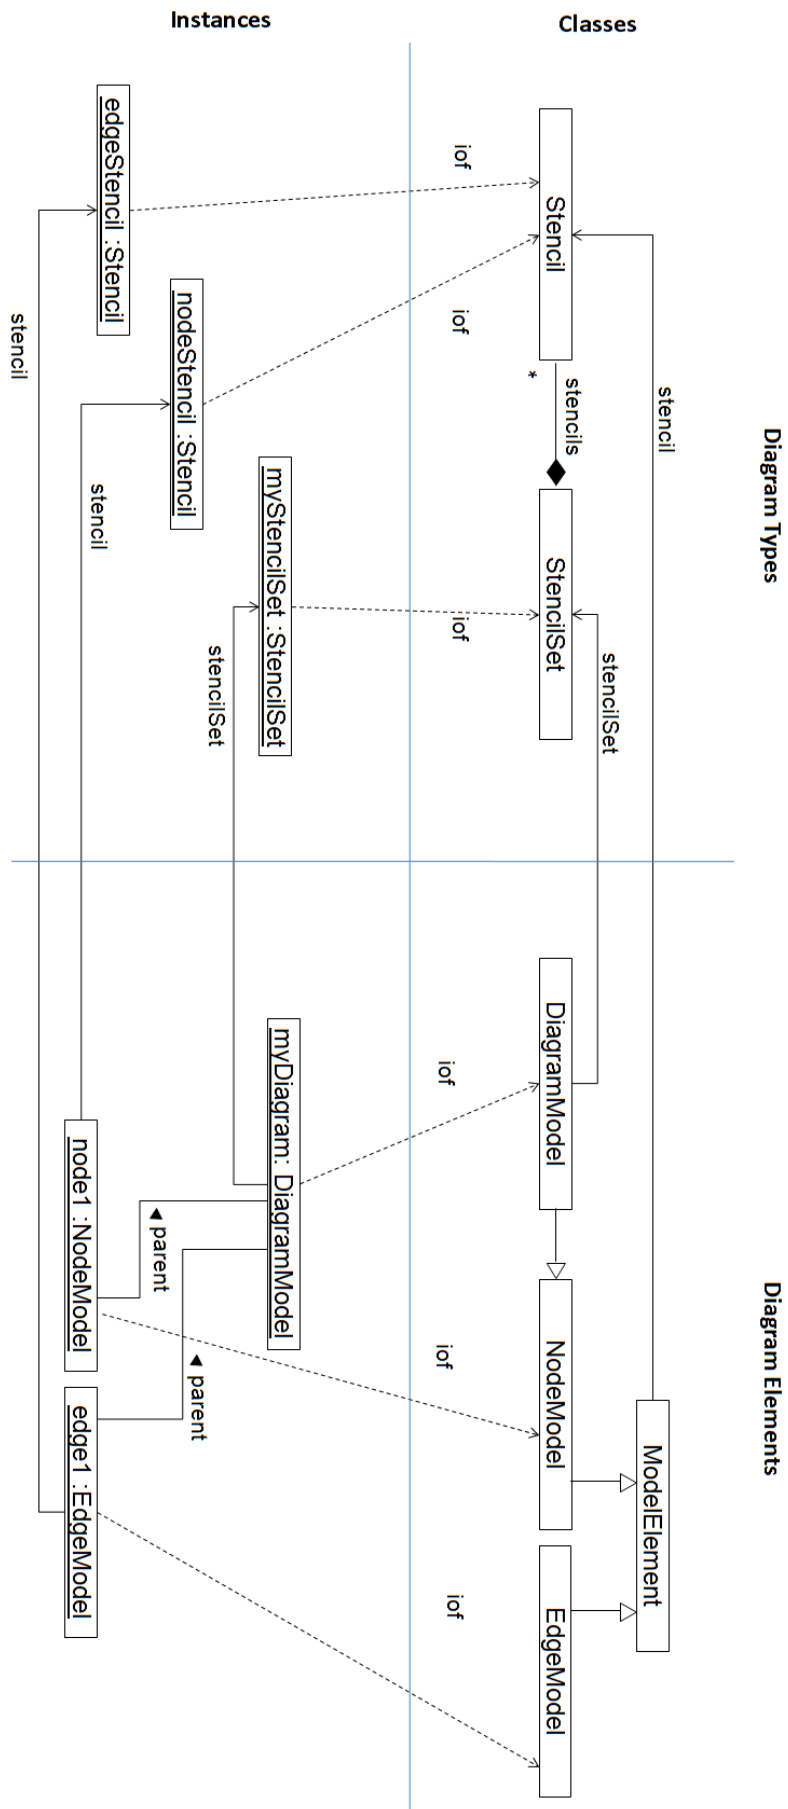 Instances
Classes
Diagram Types
Diagram Elements
ModelElement
stencil
stencilSet
Stencil
*
stencils
StencilSet
DiagramModel
NodeModel
EdgeModel
iof
iof
iof
iof
iof
iof
myStencilSet :StencilSet
myDiagram: DiagramModel
stencilSet
nodeStencil :Stencil
parent
parent
edgeStencil :Stencil
stencil
node1 :NodeModel
edge1 :EdgeModel
stencil